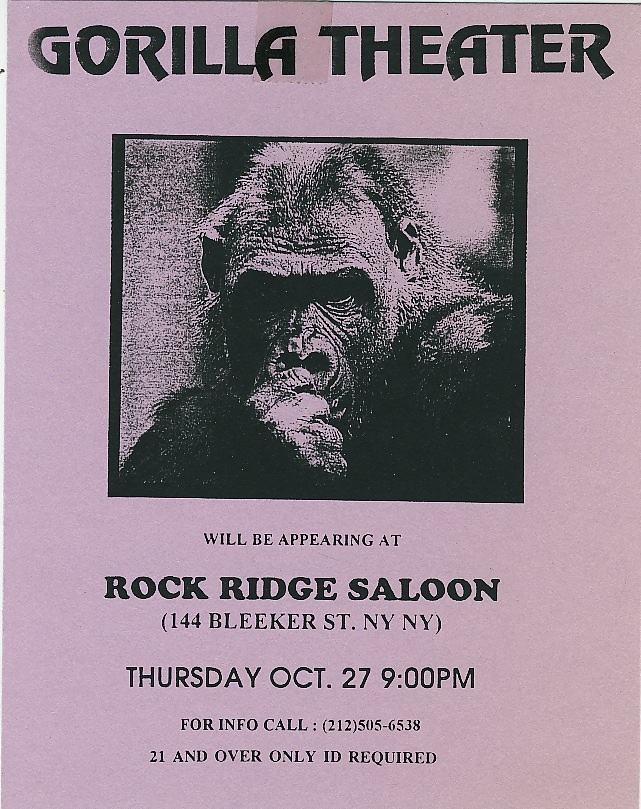 GORILLA THEATER
WILL BE APPEARING AT
ROCK RIDGE SALOON
(144 BLEEKER ST. NY NY)
THURSDAY OCT. 27 9:00PM
FOR INFO CALL : (212)505-6538
21 AND OVER ONLY ID REQUIRED